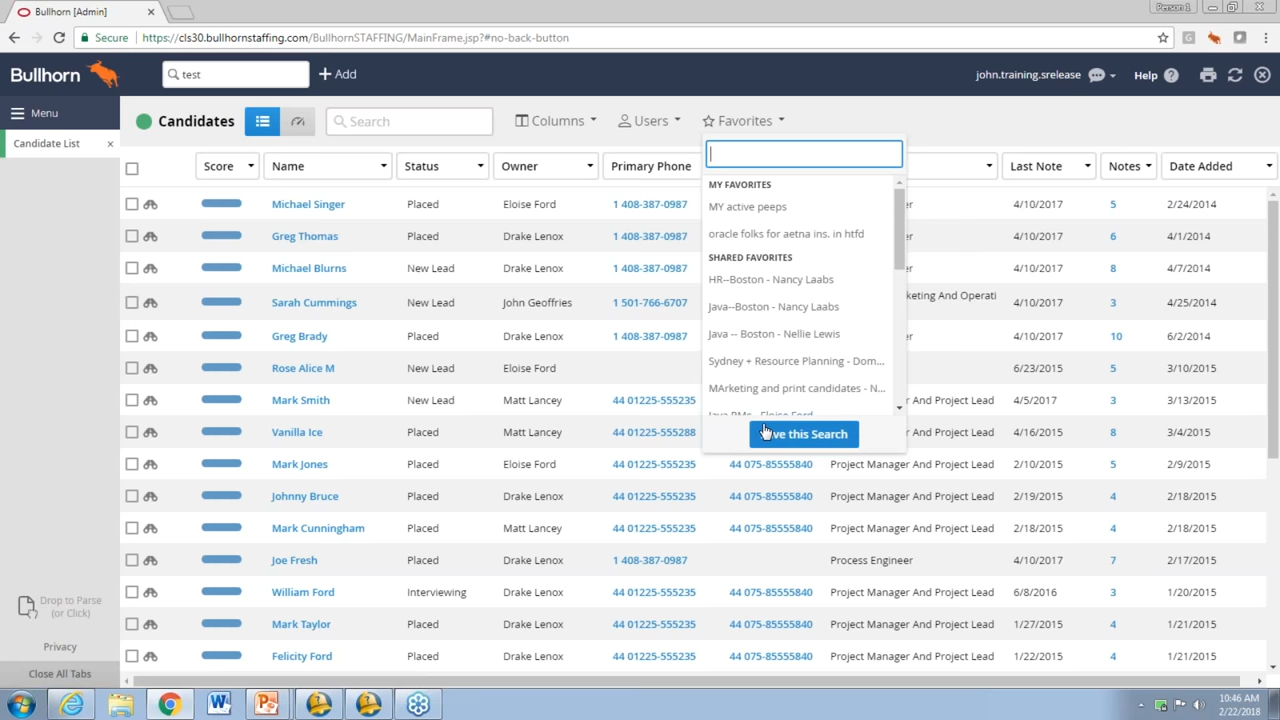 Bullhorn [Admin]
Person 1
Secure
https://cls30.bullhornstaffing.com/BullhornSTAFFING/MainFrame.jsp?#no-back-button
Bullhorn
test
Add
john.training.srelease
Help ?
Menu
Candidates
Search
Columns
Users
Favorites
Candidate List
Score
Name
Status
Owner
Primary Phone
Last Note
Notes
Date Added
MY FAVORITES
MY active peeps
oracle folks for aetna ins. in htfd
SHARED FAVORITES
HR--Boston - Nancy Laabs
Java--Boston - Nancy Laabs
Java -- Boston - Nellie Lewis
Sydney + Resource Planning - Dom...
MArketing and print candidates - N...
Java PMs - Eloise Ford
this Search
Michael Singer Placed Eloise Ford 1 408-387-0987 er 4/10/2017 5 2/24/2014
Greg Thomas Placed Drake Lenox 1 408-387-0987 er 4/10/2017 6 4/1/2014
Michael Blurns New Lead Drake Lenox 1 408-387-0987 er 4/10/2017 8 4/7/2014
Sarah Cummings New Lead John Geoffries 1 501-766-6707 keting And Operati 4/10/2017 3 4/25/2014
Greg Brady Placed Drake Lenox 1 408-387-0987 er 4/10/2017 10 6/2/2014
Rose Alice M Placed Eloise Ford er 6/23/2015 5 3/10/2015
Mark Smith New Lead Matt Lancey 44 01225-555235 r And Project Lead 4/5/2017 3 3/13/2015
Vanilla Ice Placed Matt Lancey 44 01225-555288 r And Project Lead 4/16/2015 8 3/4/2015
Mark Jones Placed Eloise Ford 44 01225-555235 44 075-85555840 Project Manager And Project Lead 2/10/2015 5 2/9/2015
Johnny Bruce Placed Drake Lenox 44 01225-555235 44 075-85555840 Project Manager And Project Lead 2/19/2015 4 2/18/2015
Mark Cunningham Placed Matt Lancey 44 01225-555235 44 075-85555840 Project Manager And Project Lead 2/18/2015 4 2/18/2015
Joe Fresh Placed Drake Lenox 1 408-387-0987 Process Engineer 4/10/2017 7 2/17/2015
William Ford Interviewing Drake Lenox 44 01225-555235 44 075-85555840 Project Manager And Project Lead 6/8/2016 3 1/20/2015
Mark Taylor Placed Drake Lenox 44 01225-555235 44 075-85555840 Project Manager And Project Lead 1/27/2015 4 1/21/2015
Felicity Ford Placed Drake Lenox 44 01225-555235 44 075-85555840 Project Manager And Project Lead 1/22/2015 4 1/21/2015
Drop to Parse
(or Click)
Privacy
Close All Tabs
10:46 AM
2/22/2018